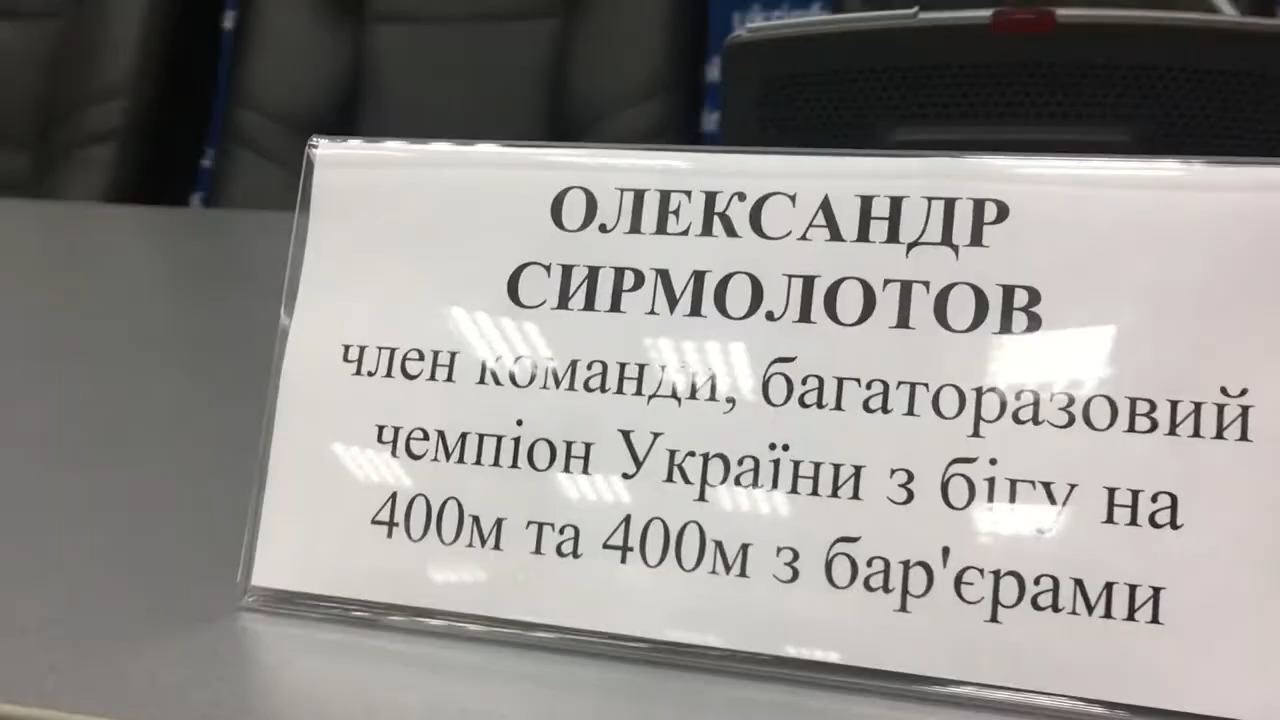 ОЛЕКСАНДР
СИРМОЛОТОВ
член команди, багаторазовий
чемпіон України з бігу на
400м та 400м з бар'єрами